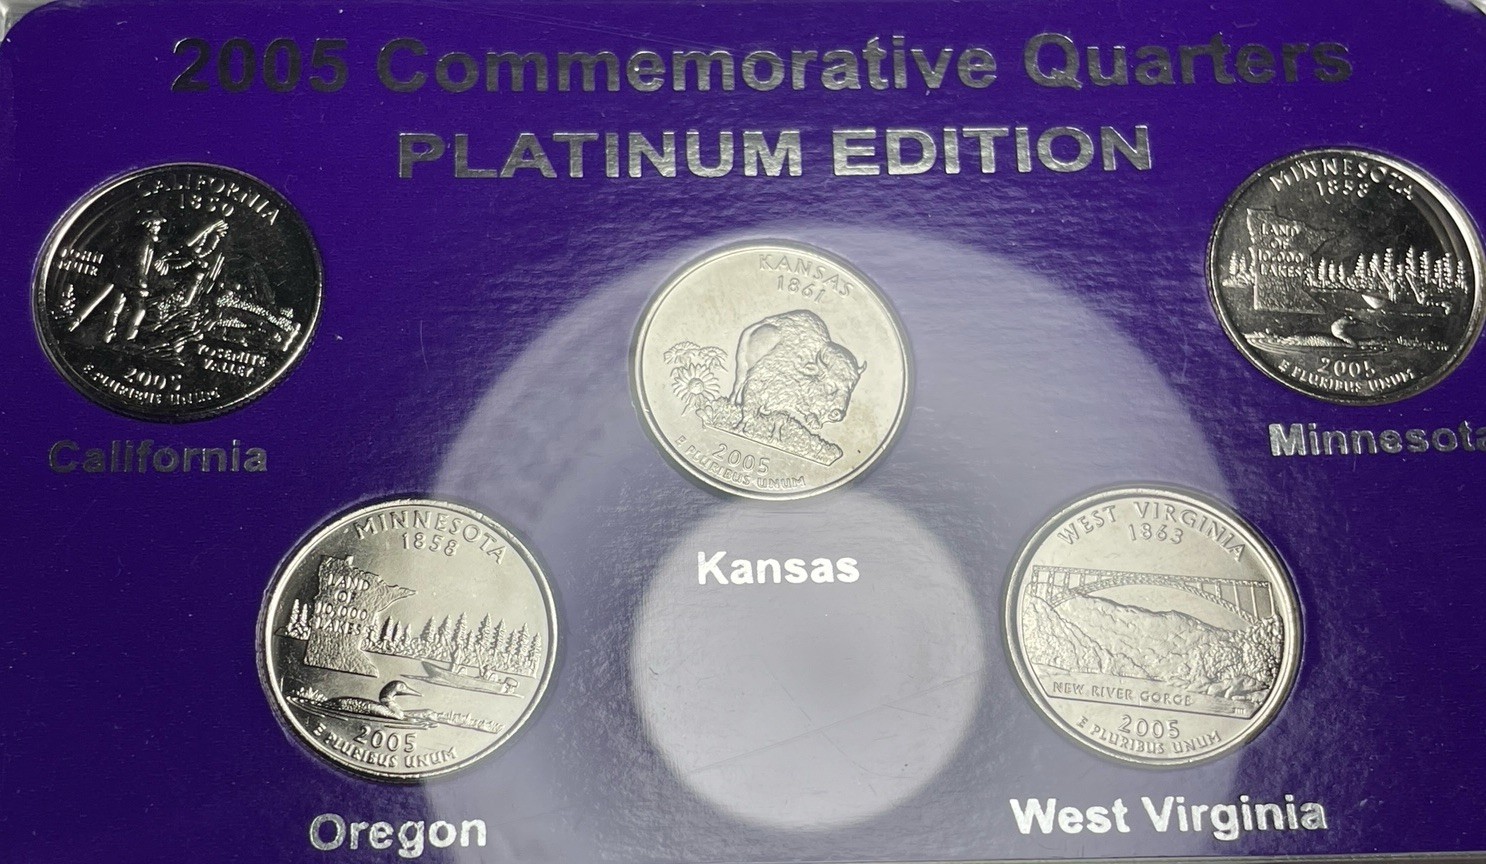 2005 Commemorative Quarters
PLATINUM EDITION
CALIFORNIA
1850
JOHN
MUIR
YOSEMITE
VALLEY
2005
E PLURIBUS UNUM
California
KANSAS
1861
2005
E PLURIBUS UNUM
Kansas
MINNESOTA
1858
LAND
OF
10,000
LAKES
2005
E PLURIBUS UNUM
Minnesota
MINNESOTA
1858
LAND
OF
10,000
LAKES
2005
E PLURIBUS UNUM
Oregon
WEST VIRGINIA
1863
NEW RIVER GORGE
2005
E PLURIBUS UNUM
West Virginia